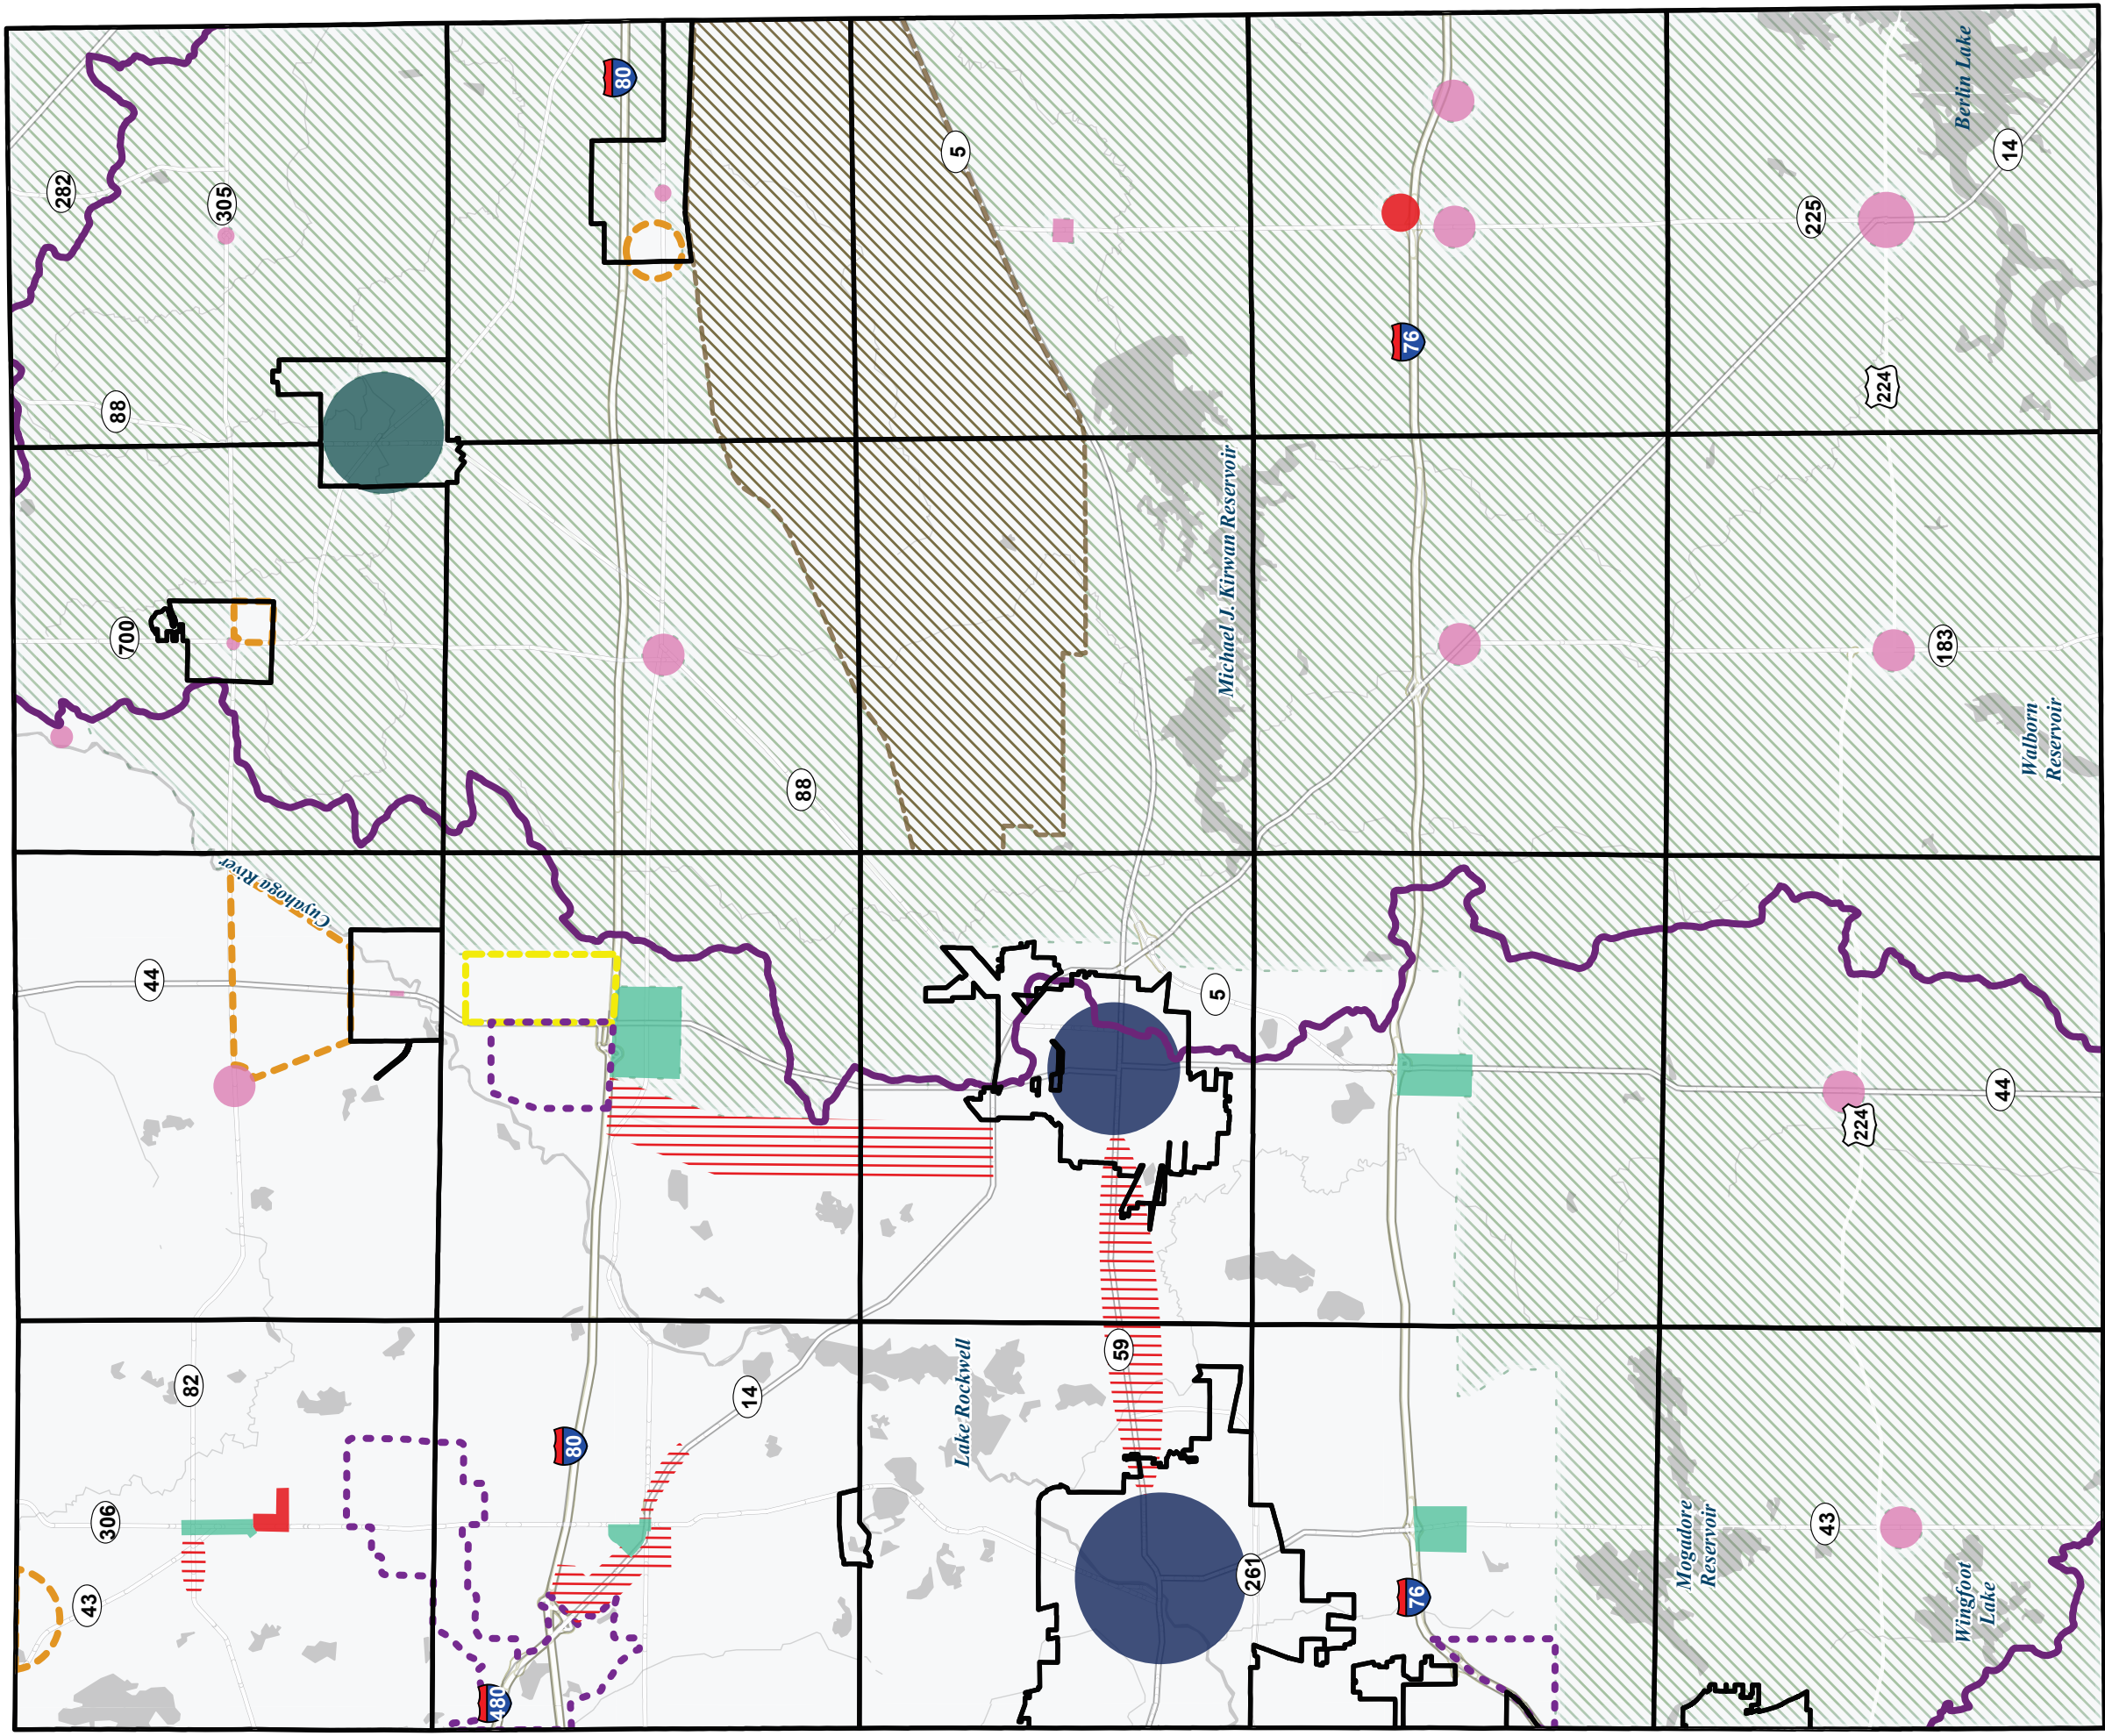 282
305
88
700
Cuyahoga River
44
82
306
43
80
88
80
14
480
5
Michael J. Kirwan Reservoir
5
Lake Rockwell
59
261
76
76
Berlin Lake
14
225
224
183
Walborn
Reservoir
44
224
Mogadore
Reservoir
43
Wingfoot
Lake